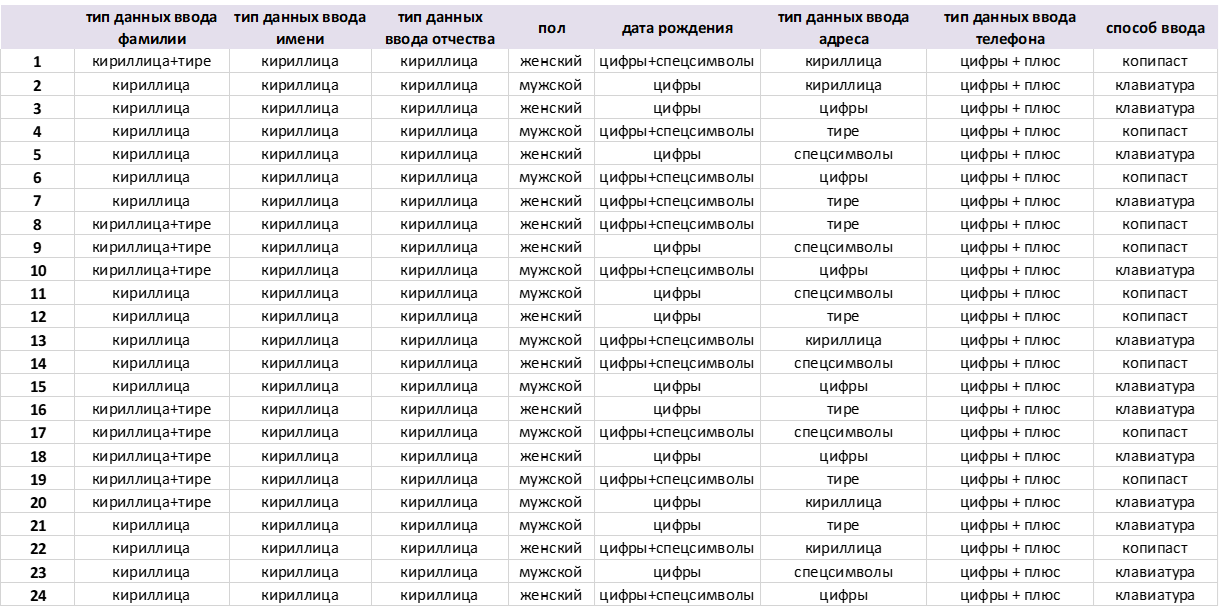 тип данных ввода фамилии тип данных ввода имени тип данных ввода отчества пол дата рождения тип данных ввода адреса тип данных ввода телефона способ ввода
1 кириллица+тире кириллица кириллица женский цифры+спецсимволы кириллица цифры + плюс копипаст
2 кириллица кириллица кириллица мужской цифры кириллица цифры + плюс клавиатура
3 кириллица кириллица кириллица женский цифры цифры цифры + плюс клавиатура
4 кириллица кириллица кириллица мужской цифры+спецсимволы тире цифры + плюс копипаст
5 кириллица кириллица кириллица женский цифры спецсимволы цифры + плюс клавиатура
6 кириллица кириллица кириллица мужской цифры+спецсимволы цифры цифры + плюс копипаст
7 кириллица кириллица кириллица женский цифры+спецсимволы тире цифры + плюс клавиатура
8 кириллица+тире кириллица кириллица женский цифры+спецсимволы тире цифры + плюс копипаст
9 кириллица+тире кириллица кириллица женский цифры спецсимволы цифры + плюс копипаст
10 кириллица+тире кириллица кириллица мужской цифры+спецсимволы цифры цифры + плюс клавиатура
11 кириллица кириллица кириллица мужской цифры спецсимволы цифры + плюс копипаст
12 кириллица кириллица кириллица женский цифры тире цифры + плюс копипаст
13 кириллица кириллица кириллица мужской цифры+спецсимволы кириллица цифры + плюс клавиатура
14 кириллица кириллица кириллица женский цифры+спецсимволы спецсимволы цифры + плюс копипаст
15 кириллица кириллица кириллица мужской цифры цифры цифры + плюс клавиатура
16 кириллица+тире кириллица кириллица женский цифры тире цифры + плюс клавиатура
17 кириллица+тире кириллица кириллица мужской цифры+спецсимволы спецсимволы цифры + плюс копипаст
18 кириллица+тире кириллица кириллица женский цифры цифры цифры + плюс клавиатура
19 кириллица+тире кириллица кириллица мужской цифры+спецсимволы тире цифры + плюс копипаст
20 кириллица+тире кириллица кириллица мужской цифры кириллица цифры + плюс клавиатура
21 кириллица кириллица кириллица мужской цифры тире цифры + плюс клавиатура
22 кириллица кириллица кириллица женский цифры+спецсимволы кириллица цифры + плюс копипаст
23 кириллица кириллица кириллица мужской цифры спецсимволы цифры + плюс клавиатура
24 кириллица кириллица кириллица женский цифры+спецсимволы цифры цифры + плюс клавиатура